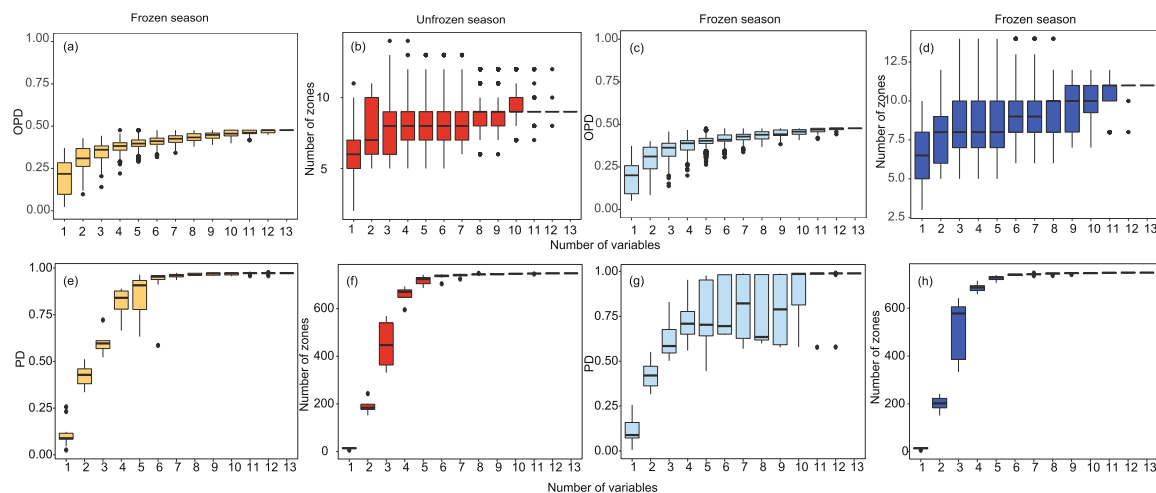 Frozen season
Unfrozen season
Frozen season
Frozen season
(a)
(b)
(c)
(d)
OPD
1.00
0.75
0.50
0.25
0.00
Number of zones
10
5
OPD
1.00
0.75
0.50
0.25
0.00
Number of zones
12.5
10.0
7.5
5.0
2.5
1 2 3 4 5 6 7 8 9 10 11 12 13
1 2 3 4 5 6 7 8 9 10 11 12 13
1 2 3 4 5 6 7 8 9 10 11 12 13
1 2 3 4 5 6 7 8 9 10 11 12 13
Number of variables
(e)
(f)
(g)
(h)
PD
1.00
0.75
0.50
0.25
0.00
Number of zones
600
400
200
0
PD
1.00
0.75
0.50
0.25
0.00
Number of zones
600
400
200
0
1 2 3 4 5 6 7 8 9 10 11 12 13
1 2 3 4 5 6 7 8 9 10 11 12 13
1 2 3 4 5 6 7 8 9 10 11 12 13
1 2 3 4 5 6 7 8 9 10 11 12 13
Number of variables